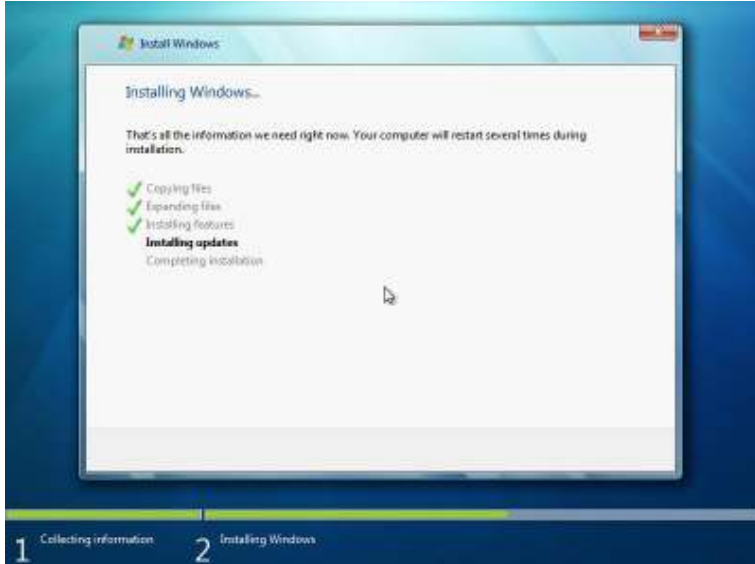 Install Windows
Installing Windows...
That's all the information we need right now. Your computer will restart several times during
installation.
Copying files
Expanding files
Installing features
Installing updates
Completing installation
1 Collecting information
2 Installing Windows